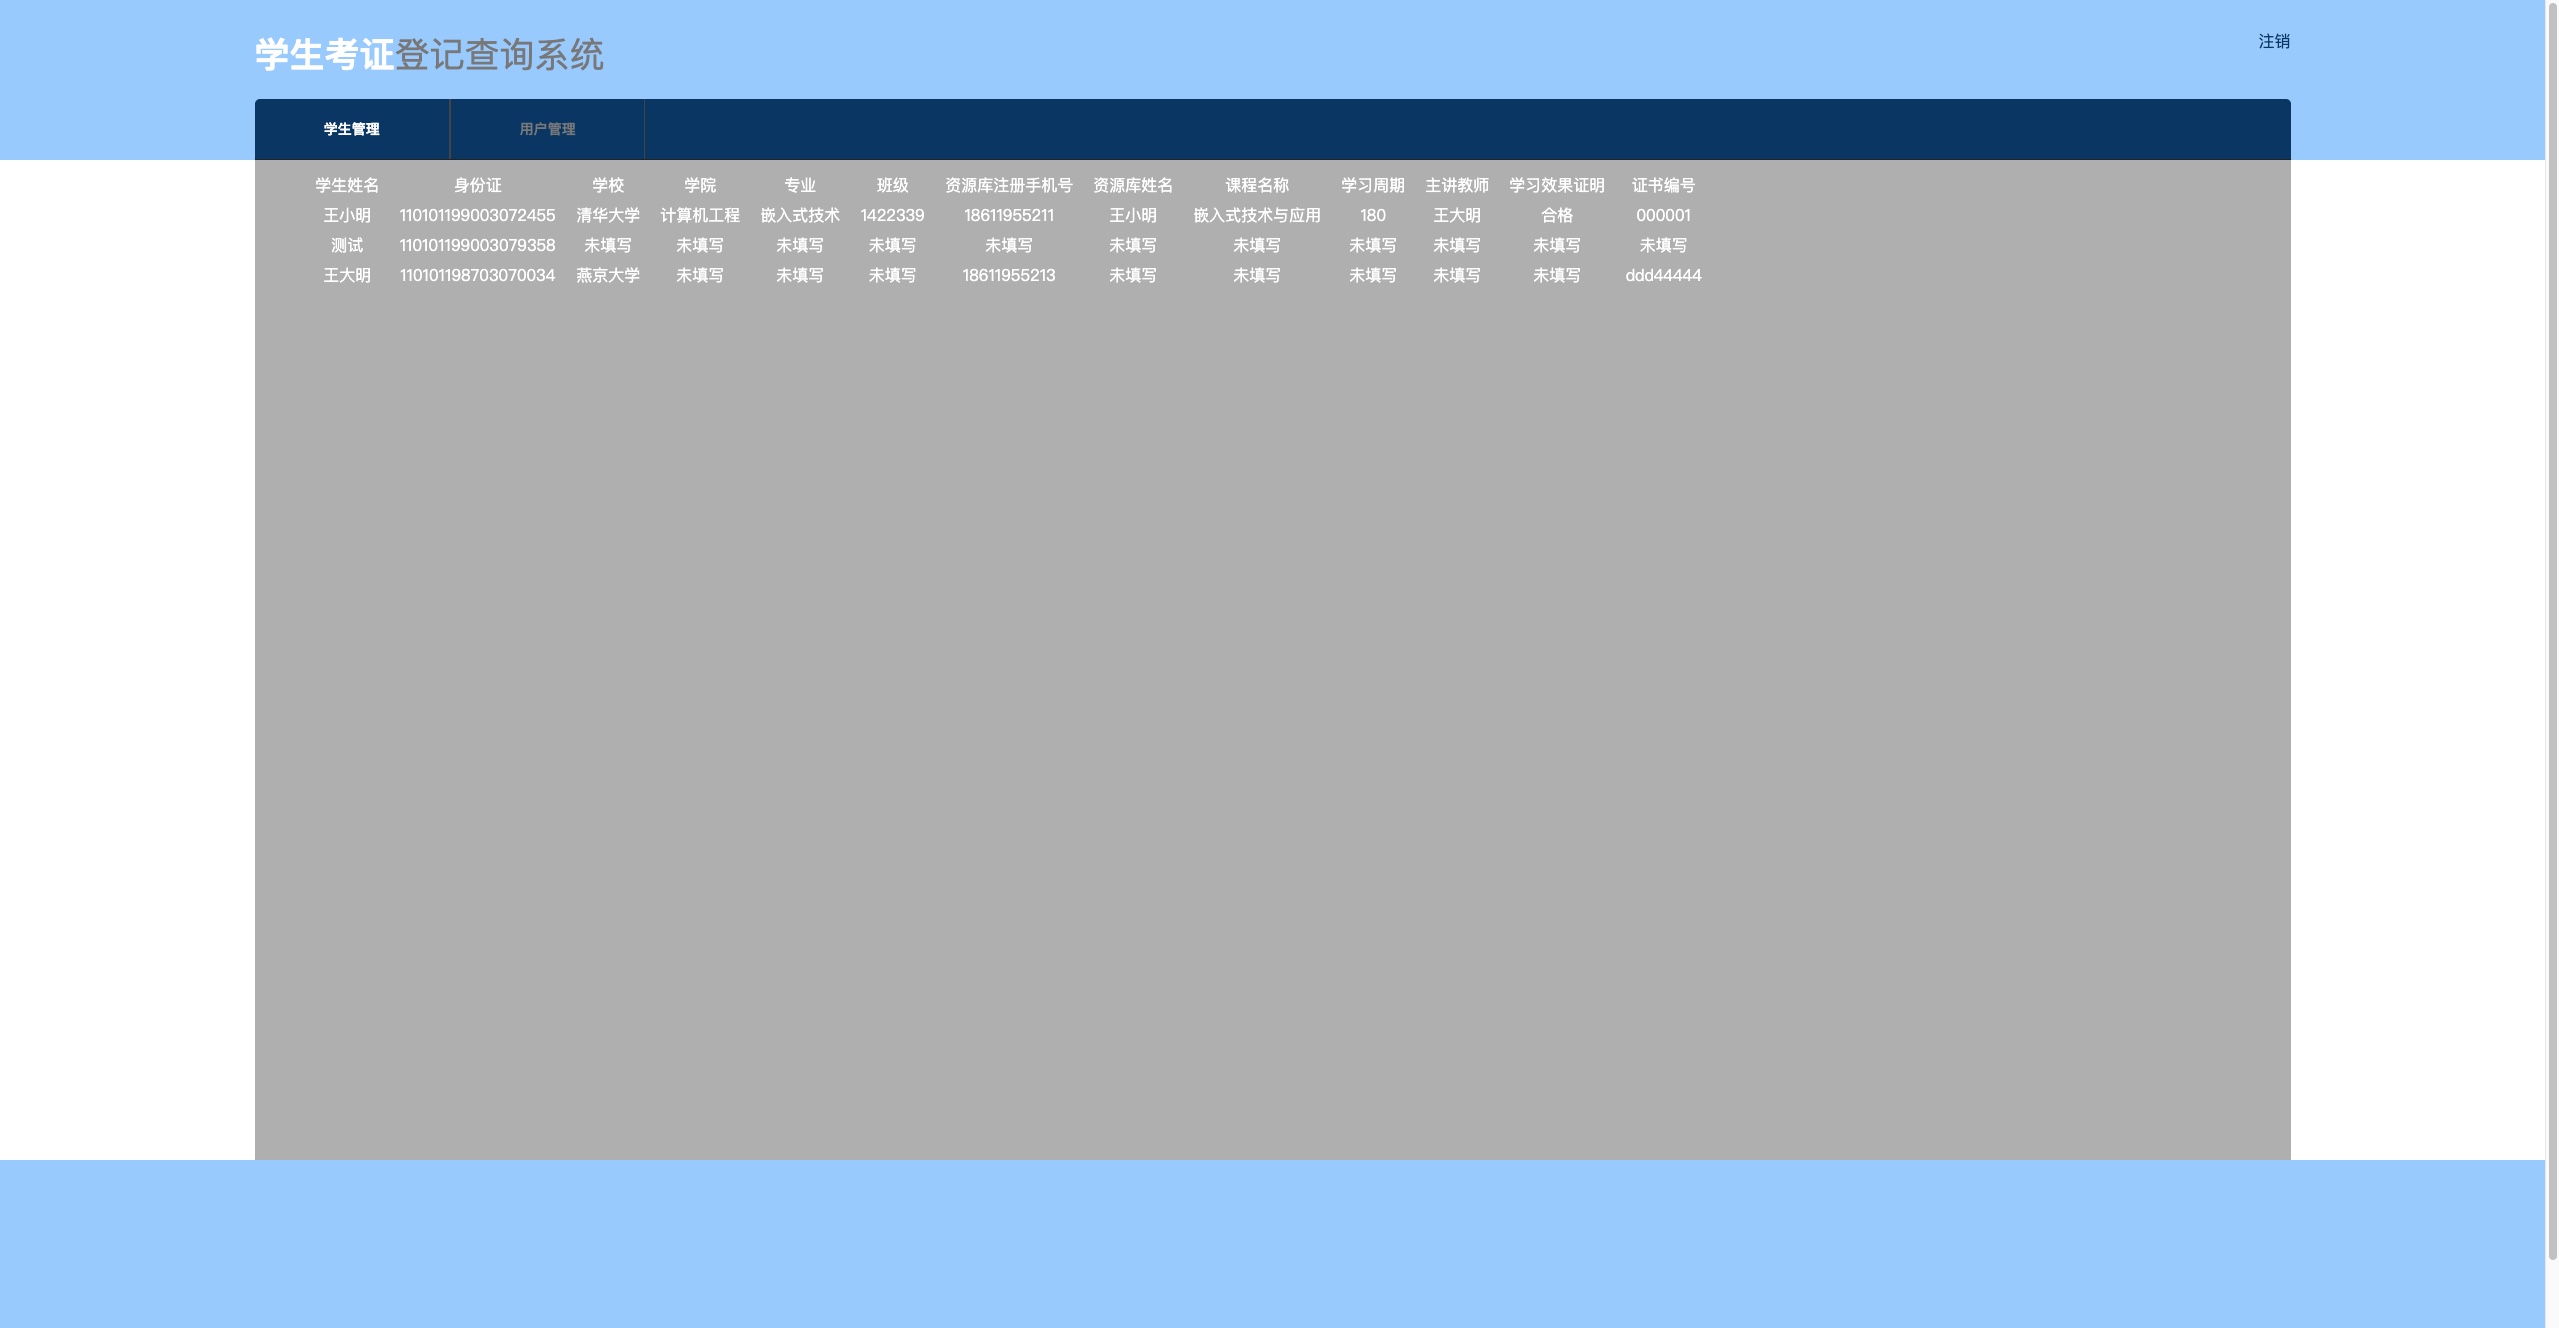 学生考证登记查询系统
注销
学生管理 用户管理
学生姓名 身份证 学校 学院 专业 班级 资源库注册手机号 资源库姓名 课程名称 学习周期 主讲教师 学习效果证明 证书编号
王小明 110101199003072455 清华大学 计算机工程 嵌入式技术 1422339 18611955211 王小明 嵌入式技术与应用 180 王大明 合格 000001
测试 110101199003079358 未填写 未填写 未填写 未填写 未填写 未填写 未填写 未填写 未填写 未填写 未填写
王大明 110101198703070034 燕京大学 未填写 未填写 未填写 18611955213 未填写 未填写 未填写 未填写 未填写 ddd44444